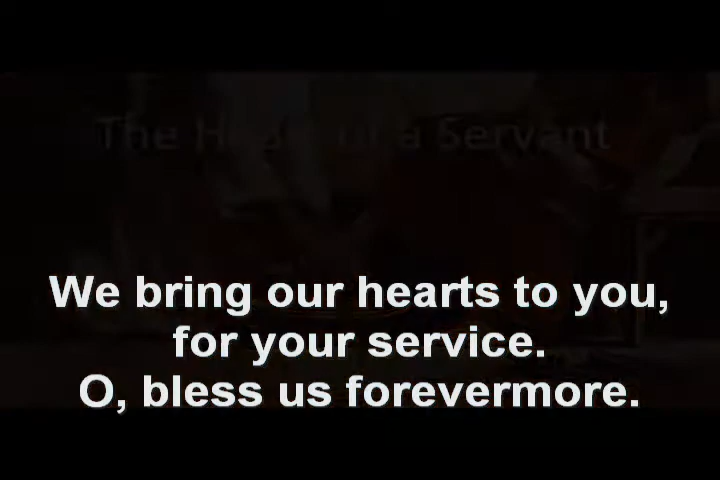 The Heart of a Servant
We bring our hearts to you,
for your service.
O, bless us forevermore.